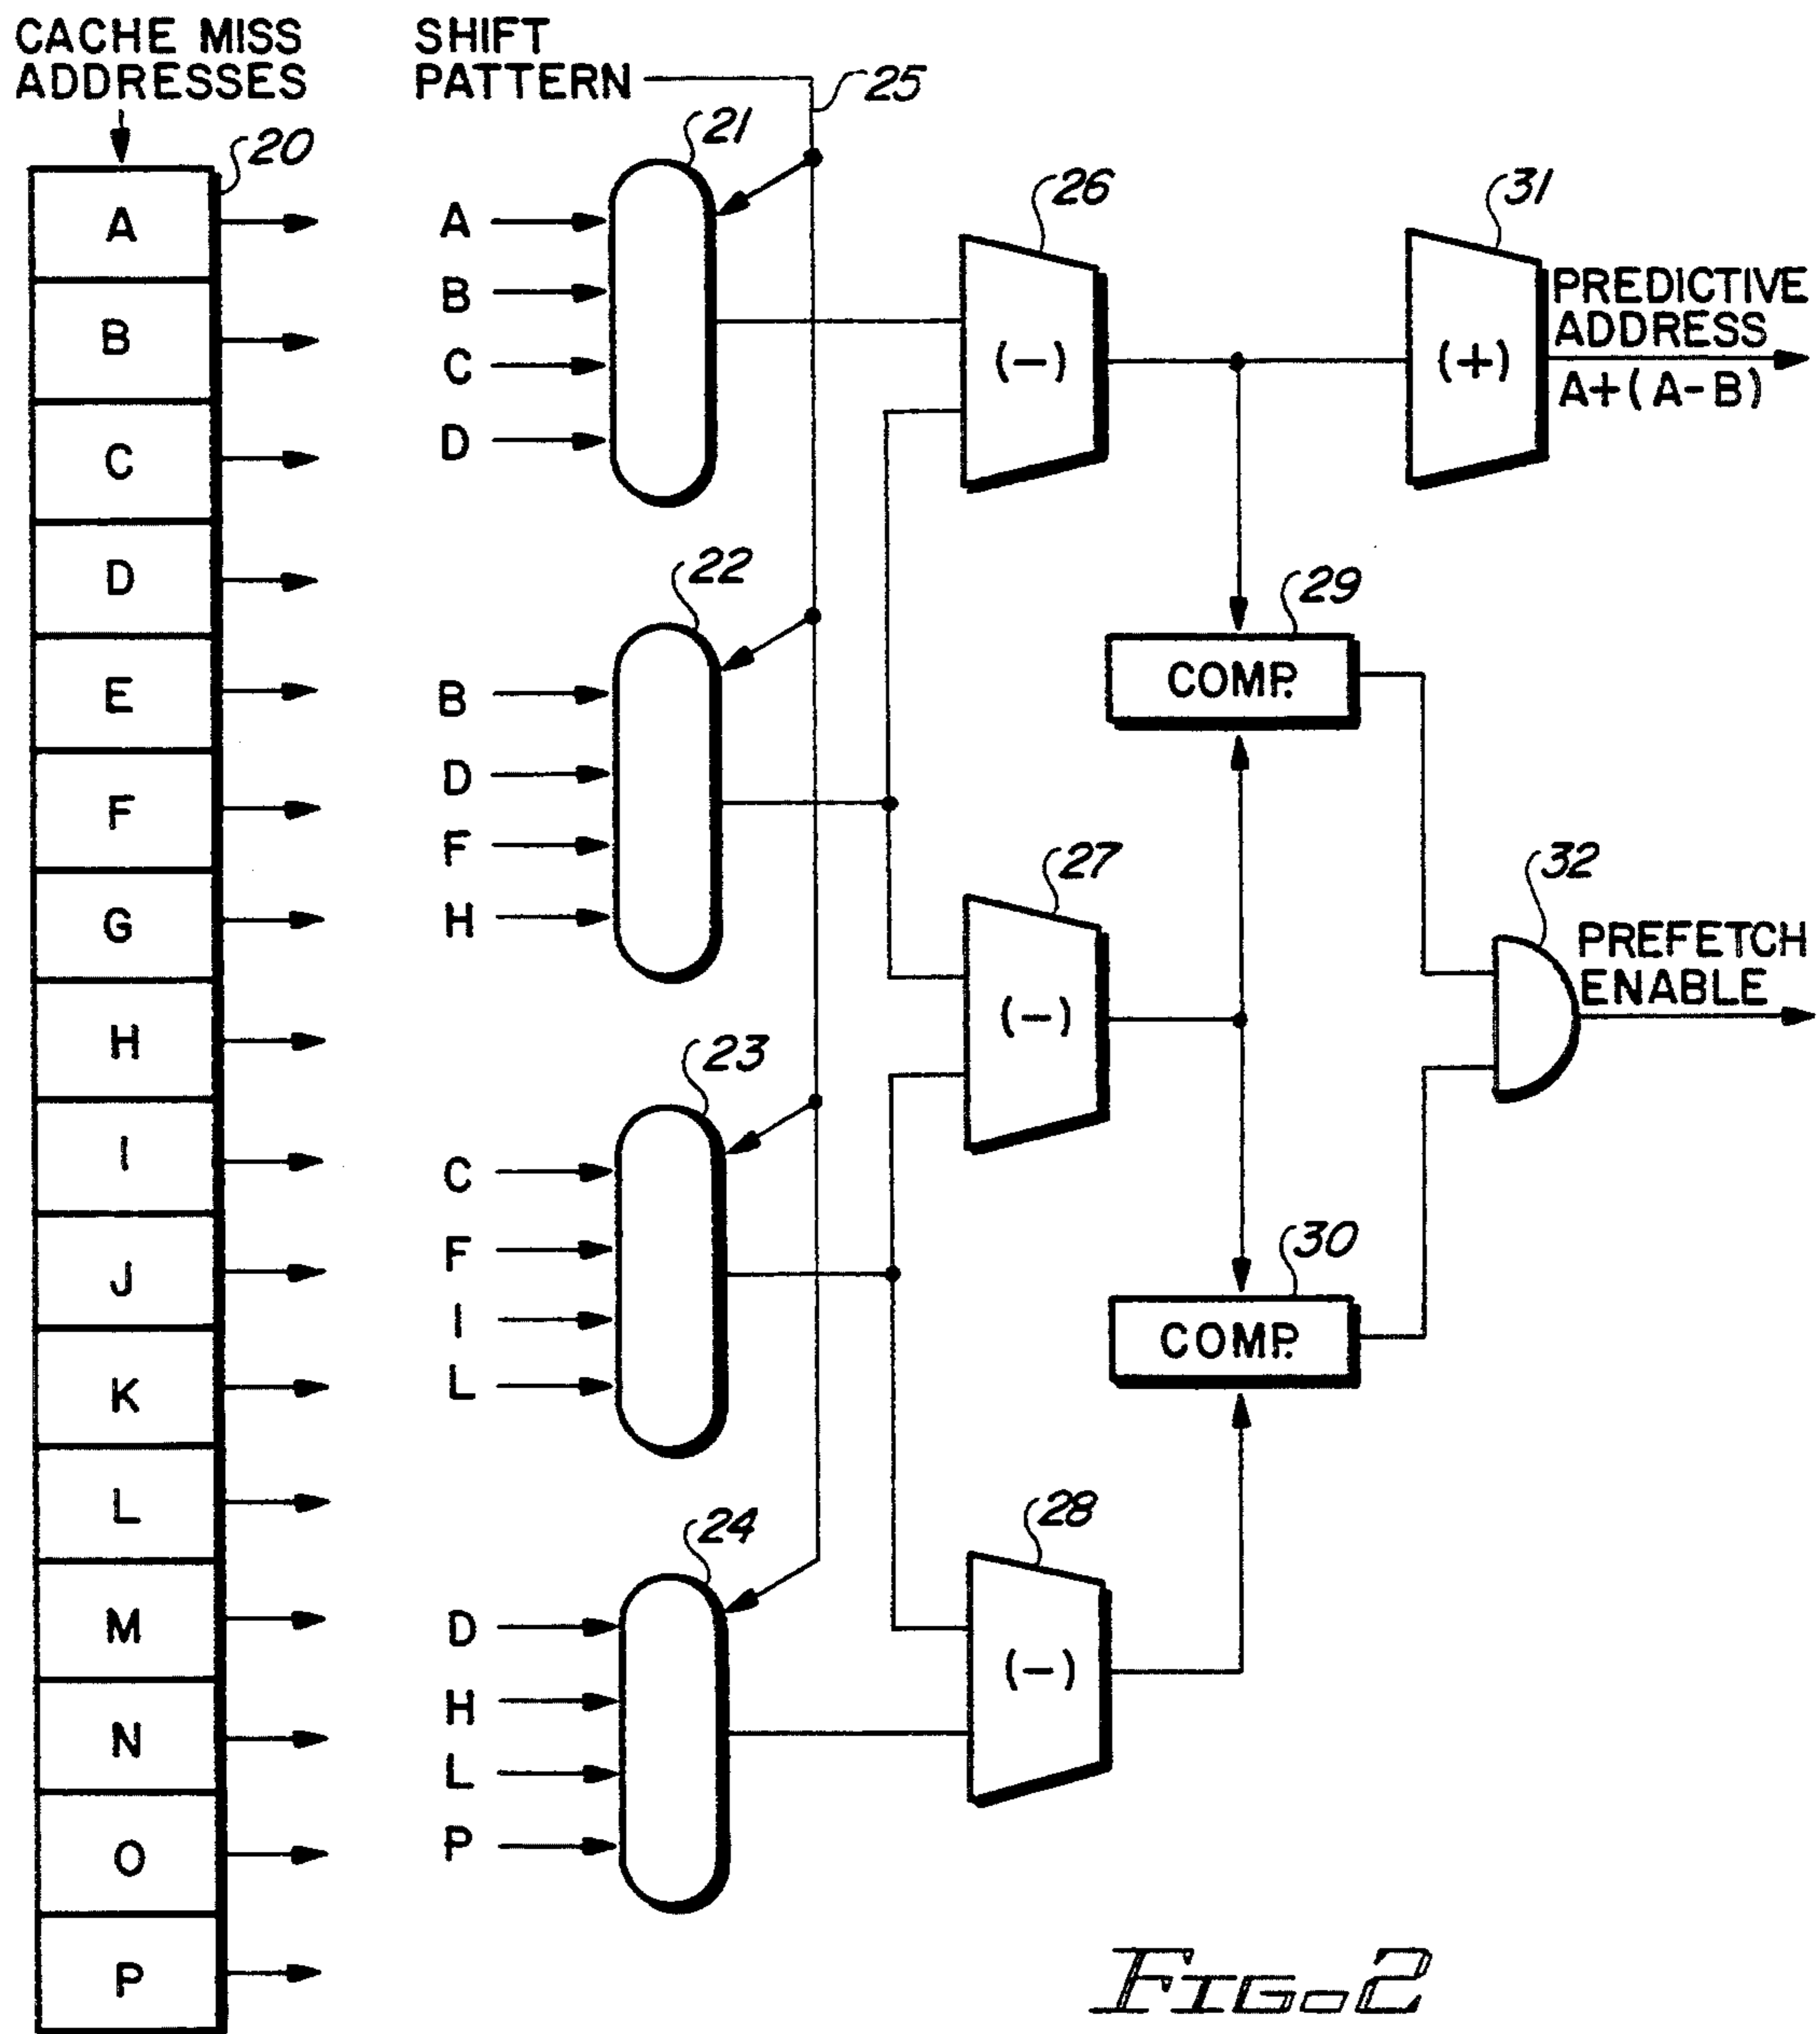 CACHE MISS
ADDRESSES
20
A
B
C
D
E
F
G
H
I
J
K
L
M
N
O
P
SHIFT
PATTERN
25
21
A
B
C
D
22
B
D
F
H
23
C
F
I
L
24
D
H
L
P
26
(-)
27
(-)
28
(-)
29
COMP.
30
COMP.
31
(+)
PREDICTIVE
ADDRESS
A+(A-B)
32
PREFETCH
ENABLE
FIG-2